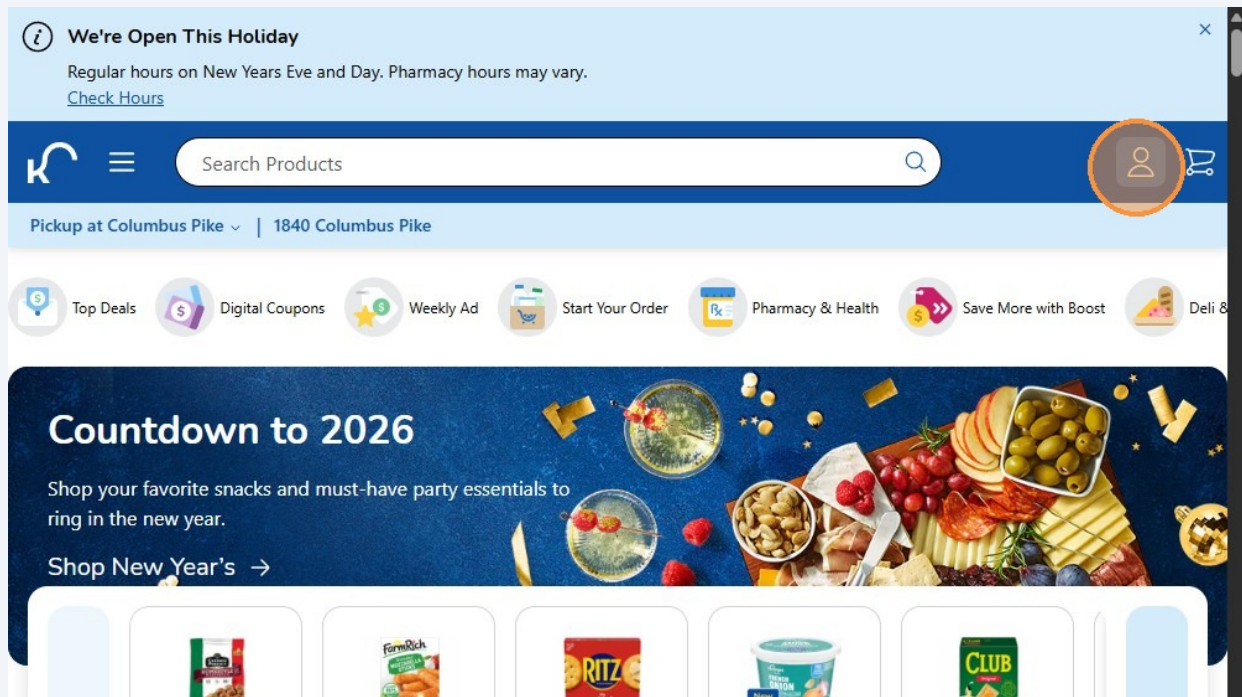 We're Open This Holiday
Regular hours on New Years Eve and Day. Pharmacy hours may vary.
Check Hours
Search Products
Pickup at Columbus Pike | 1840 Columbus Pike
Top Deals Digital Coupons Weekly Ad Start Your Order Pharmacy & Health Save More with Boost Deli &
Countdown to 2026
Shop your favorite snacks and must-have party essentials to
ring in the new year.
Shop New Year's →
FarmRich
RITZ
FRENCH
ONION
CLUB